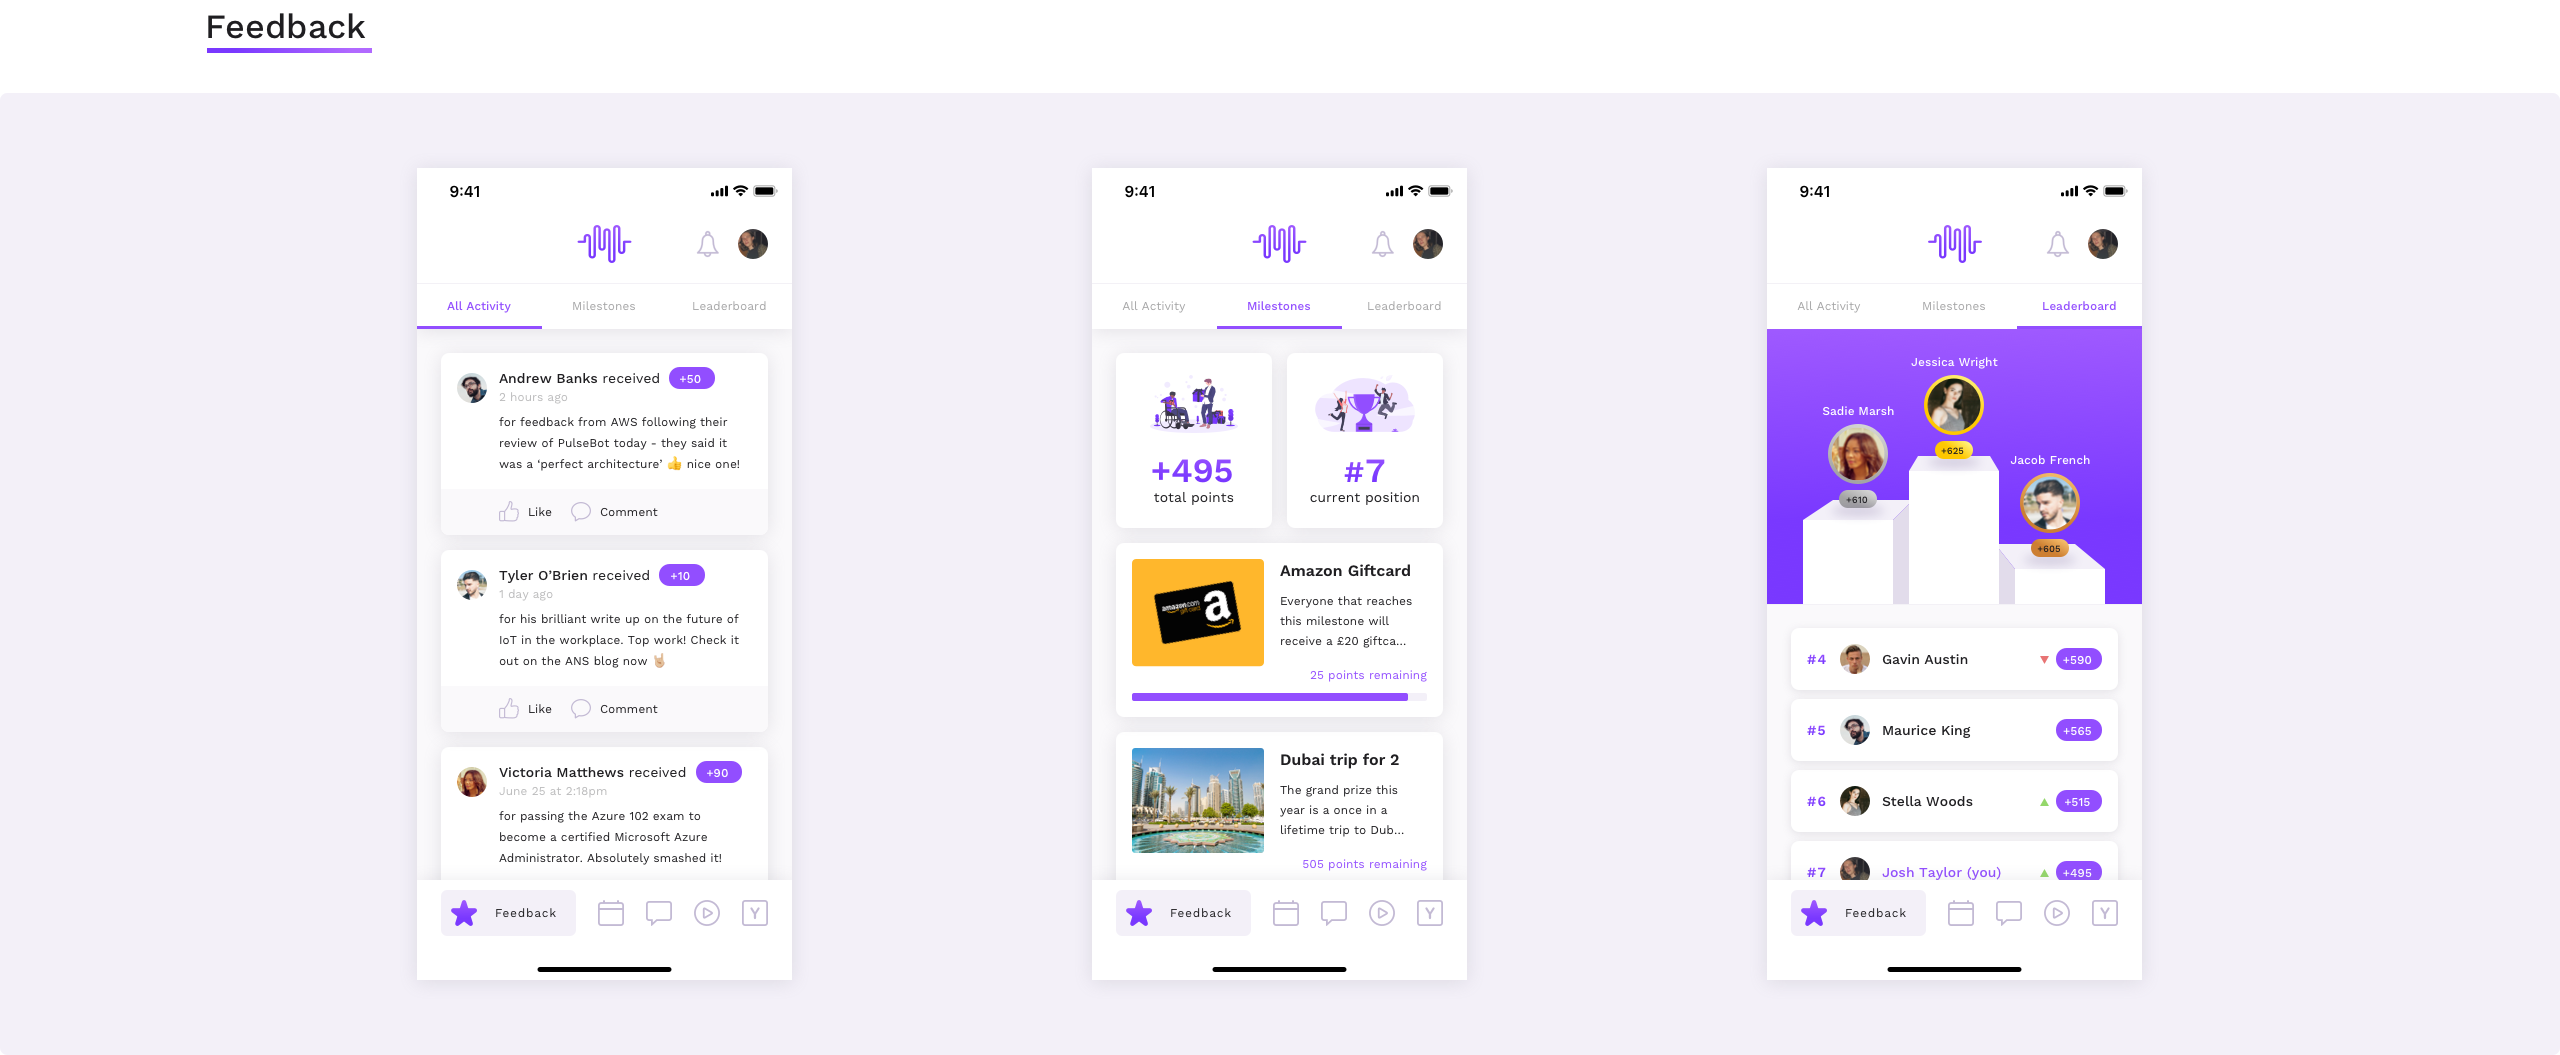 Feedback
9:41
All Activity Milestones Leaderboard
Andrew Banks received +50
2 hours ago
for feedback from AWS following their
review of PulseBot today - they said it
was a ‘perfect architecture’ 👍 nice one!
Like Comment
Tyler O’Brien received +10
1 day ago
for his brilliant write up on the future of
IoT in the workplace. Top work! Check it
out on the ANS blog now 🤘🏼
Like Comment
Victoria Matthews received +90
June 25 at 2:18pm
for passing the Azure 102 exam to
become a certified Microsoft Azure
Administrator. Absolutely smashed it!
Feedback Y
9:41
All Activity Milestones Leaderboard
+495
total points
#7
current position
amazon.com
gift card
a
Amazon Giftcard
Everyone that reaches
this milestone will
receive a £20 giftca...
25 points remaining
Dubai trip for 2
The grand prize this
year is a once in a
lifetime trip to Dub...
505 points remaining
Feedback Y
9:41
All Activity Milestones Leaderboard
Jessica Wright
+625
Sadie Marsh
+610
Jacob French
+605
#4 Gavin Austin +590
#5 Maurice King +565
#6 Stella Woods +515
#7 Josh Taylor (you) +495
Feedback Y